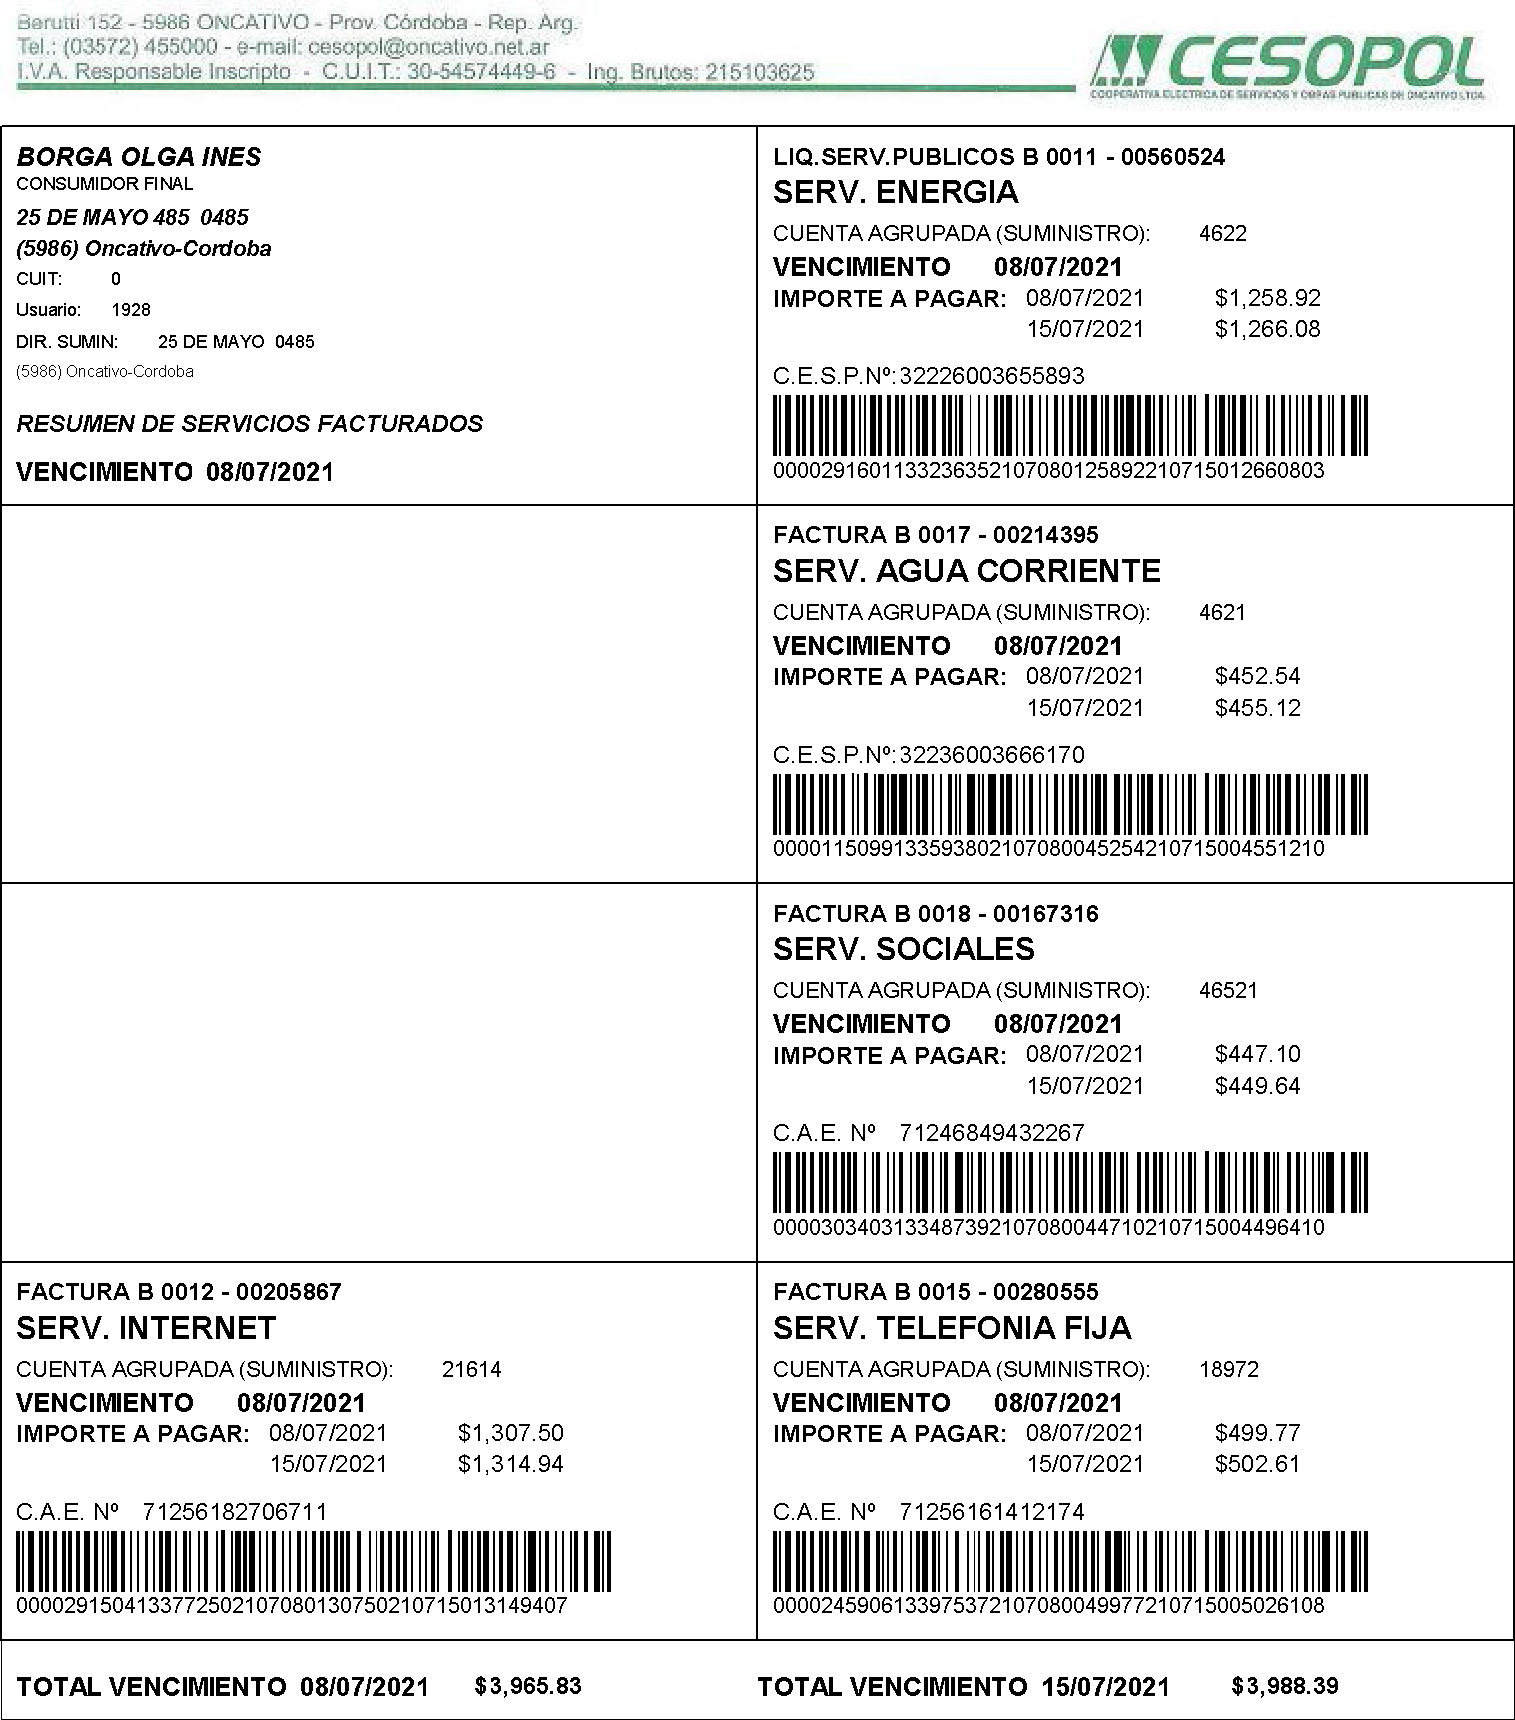 Berutti 152 - 5986 ONCATIVO - Prov. Córdoba - Rep. Arg.
Tel.: (03572) 455000 - e-mail: cesopol@oncativo.net.ar
I.V.A. Responsable Inscripto - C.U.I.T.: 30-54574449-6 - Ing. Brutos: 215103625
CESOPOL
COOPERATIVA ELECTRICA DE SERVICIOS Y OBRAS PUBLICAS DE ONCATIVO LTDA.
BORGA OLGA INES
CONSUMIDOR FINAL
25 DE MAYO 485 0485
(5986) Oncativo-Cordoba
CUIT: 0
Usuario: 1928
DIR. SUMIN: 25 DE MAYO 0485
(5986) Oncativo-Cordoba
RESUMEN DE SERVICIOS FACTURADOS
VENCIMIENTO 08/07/2021
LIQ.SERV.PUBLICOS B 0011 - 00560524
SERV. ENERGIA
CUENTA AGRUPADA (SUMINISTRO): 4622
VENCIMIENTO 08/07/2021
IMPORTE A PAGAR: 08/07/2021 $1,258.92
15/07/2021 $1,266.08
C.E.S.P.Nº: 32226003655893
00002916011332363521070801258922107150126​60803
FACTURA B 0017 - 00214395
SERV. AGUA CORRIENTE
CUENTA AGRUPADA (SUMINISTRO): 4621
VENCIMIENTO 08/07/2021
IMPORTE A PAGAR: 08/07/2021 $452.54
15/07/2021 $455.12
C.E.S.P.Nº: 32236003666170
0000115099133593802107080045254210715004551210
FACTURA B 0018 - 00167316
SERV. SOCIALES
CUENTA AGRUPADA (SUMINISTRO): 46521
VENCIMIENTO 08/07/2021
IMPORTE A PAGAR: 08/07/2021 $447.10
15/07/2021 $449.64
C.A.E. Nº 71246849432267
0000303403133487392107080044710210715004496410
FACTURA B 0012 - 00205867
SERV. INTERNET
CUENTA AGRUPADA (SUMINISTRO): 21614
VENCIMIENTO 08/07/2021
IMPORTE A PAGAR: 08/07/2021 $1,307.50
15/07/2021 $1,314.94
C.A.E. Nº 71256182706711
0000291504133772502107080130750210715013149407
FACTURA B 0015 - 00280555
SERV. TELEFONIA FIJA
CUENTA AGRUPADA (SUMINISTRO): 18972
VENCIMIENTO 08/07/2021
IMPORTE A PAGAR: 08/07/2021 $499.77
15/07/2021 $502.61
C.A.E. Nº 71256161412174
0000245906133975372107080049977210715005026108
TOTAL VENCIMIENTO 08/07/2021 $3,965.83
TOTAL VENCIMIENTO 15/07/2021 $3,988.39